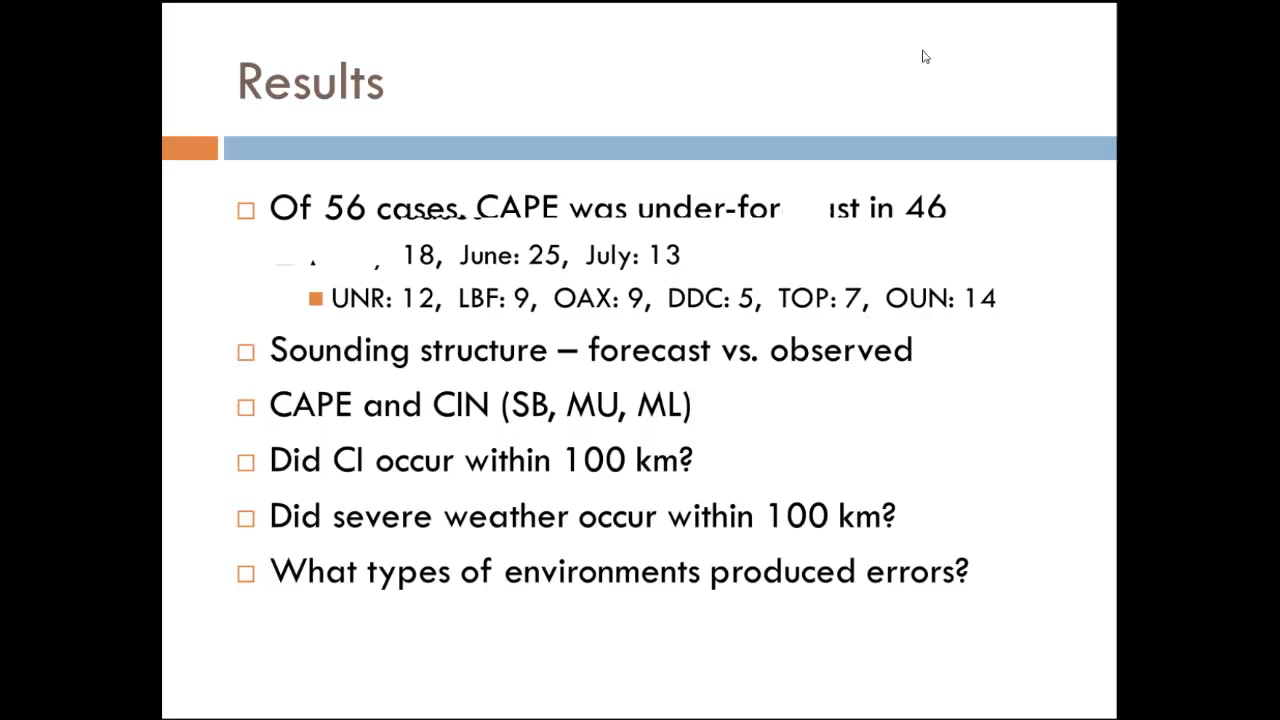 Results
Of 56 cases, CAPE was under-forecast in 46
18, June: 25, July: 13
UNR: 12, LBF: 9, OAX: 9, DDC: 5, TOP: 7, OUN: 14
Sounding structure – forecast vs. observed
CAPE and CIN (SB, MU, ML)
Did CI occur within 100 km?
Did severe weather occur within 100 km?
What types of environments produced errors?